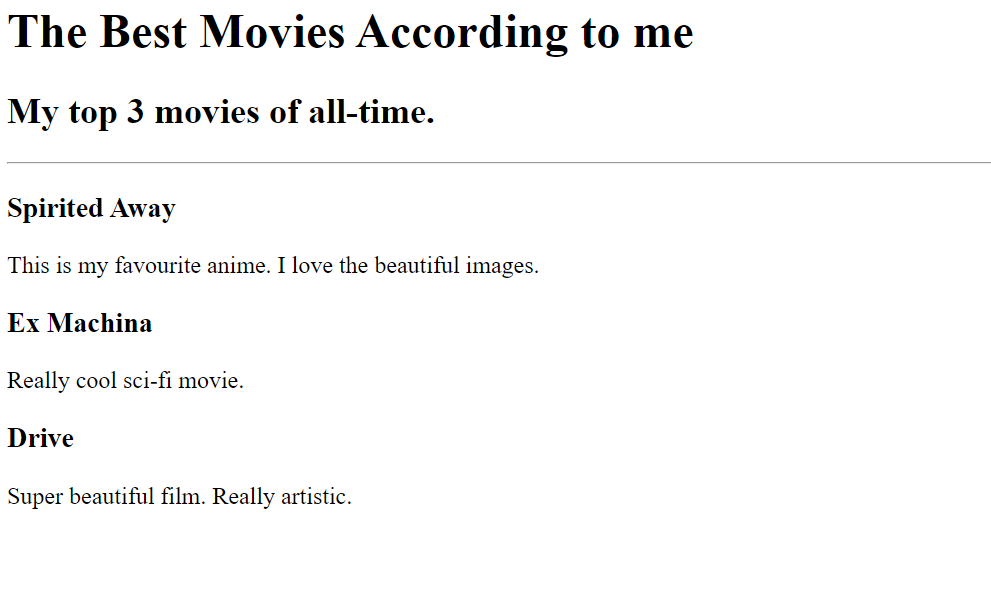 The Best Movies According to me
My top 3 movies of all-time.
Spirited Away
This is my favourite anime. I love the beautiful images.
Ex Machina
Really cool sci-fi movie.
Drive
Super beautiful film. Really artistic.